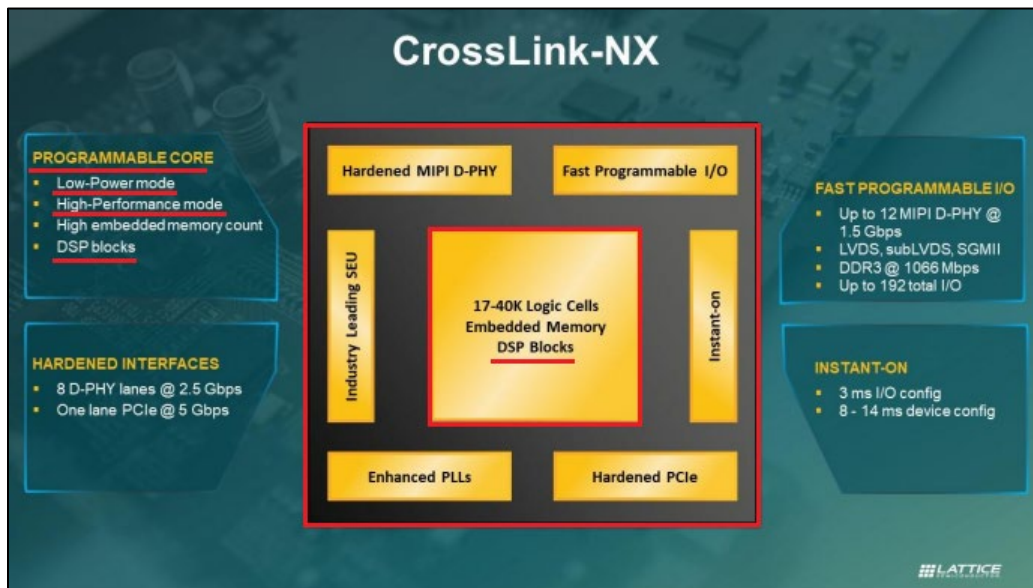 CrossLink-NX
PROGRAMMABLE CORE
Low-Power mode
High-Performance mode
High embedded memory count
DSP blocks
HARDENED INTERFACES
8 D-PHY lanes @ 2.5 Gbps
One lane PCIe @ 5 Gbps
Hardened MIPI D-PHY
Fast Programmable I/O
Industry Leading SEU
17-40K Logic Cells
Embedded Memory
DSP Blocks
Instant-on
Enhanced PLLs
Hardened PCIe
FAST PROGRAMMABLE I/O
Up to 12 MIPI D-PHY @
1.5 Gbps
LVDS, subLVDS, SGMII
DDR3 @ 1066 Mbps
Up to 192 total I/O
INSTANT-ON
3 ms I/O config
8 - 14 ms device config
LATTICE
SEMICONDUCTOR